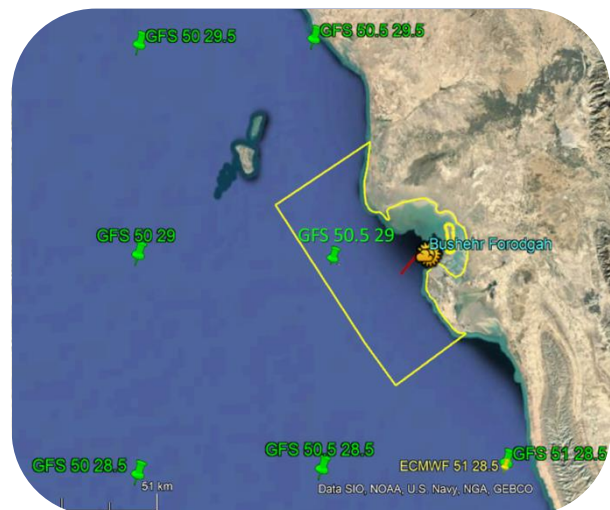 GFS 50 29.5
GFS 50.5 29.5
GFS 50 29
GFS 50.5 29
Bushehr Forodgah
GFS 50 28.5
GFS 50.5 28.5
ECMWF 51 28.5
GFS 51 28.5
51 km
Data SIO, NOAA, U.S. Navy, NGA, GEBCO